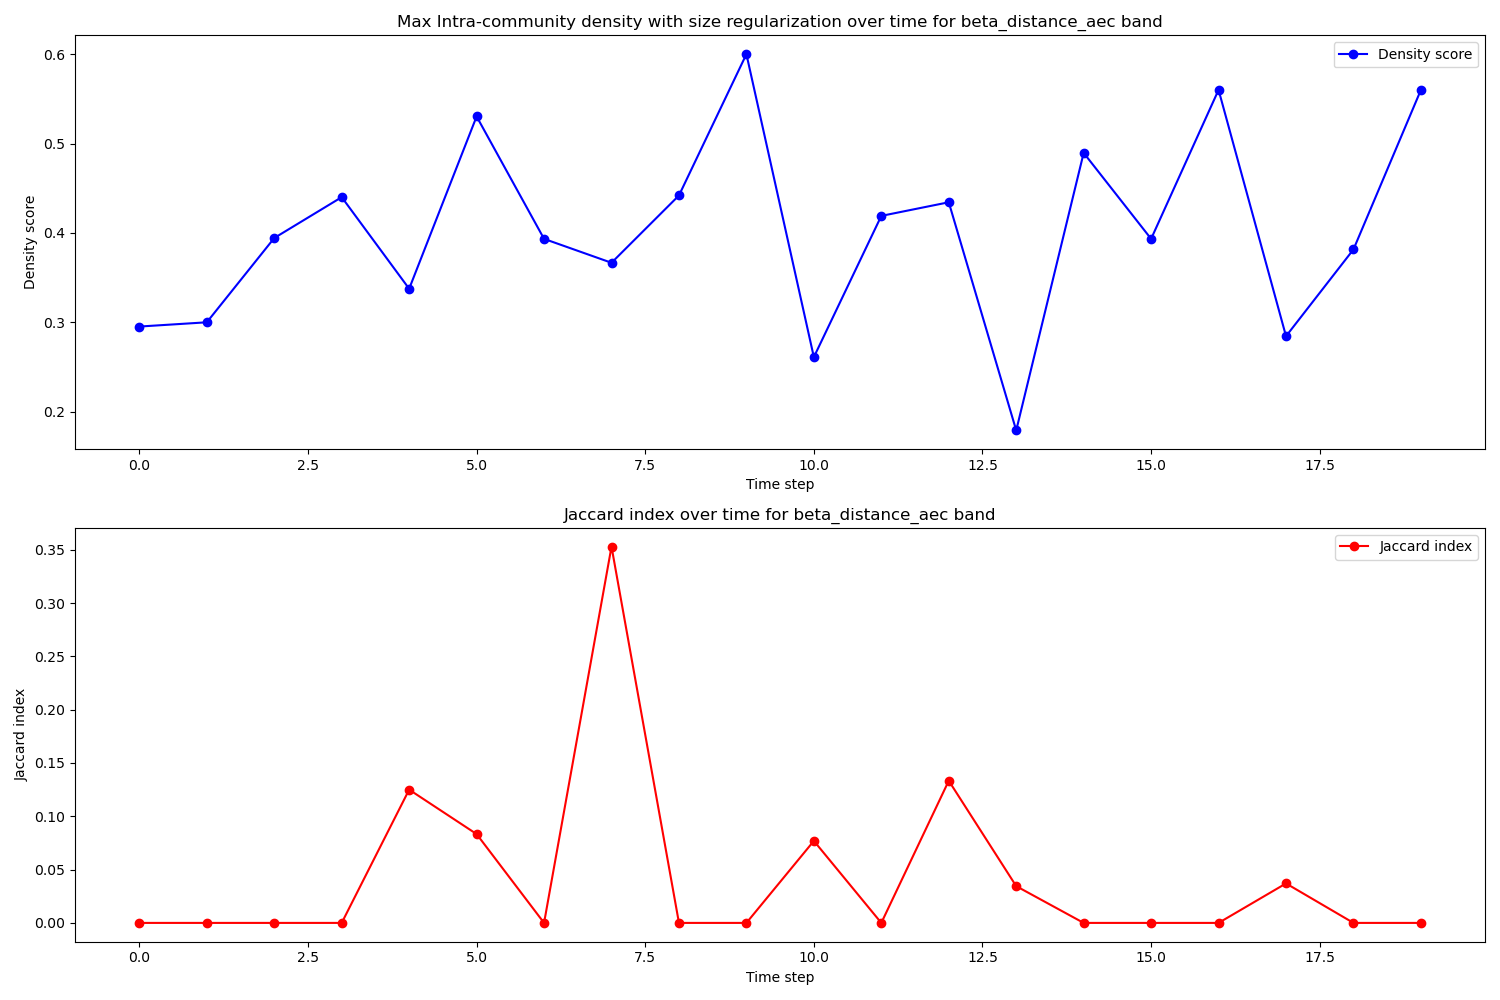 Max Intra-community density with size regularization over time for beta_distance_aec band
Density score
0.6
0.5
0.4
0.3
0.2
Density score
0.0 2.5 5.0 7.5 10.0 12.5 15.0 17.5
Time step
Jaccard index over time for beta_distance_aec band
Jaccard index
0.35
0.30
0.25
0.20
0.15
0.10
0.05
0.00
Jaccard index
0.0 2.5 5.0 7.5 10.0 12.5 15.0 17.5
Time step